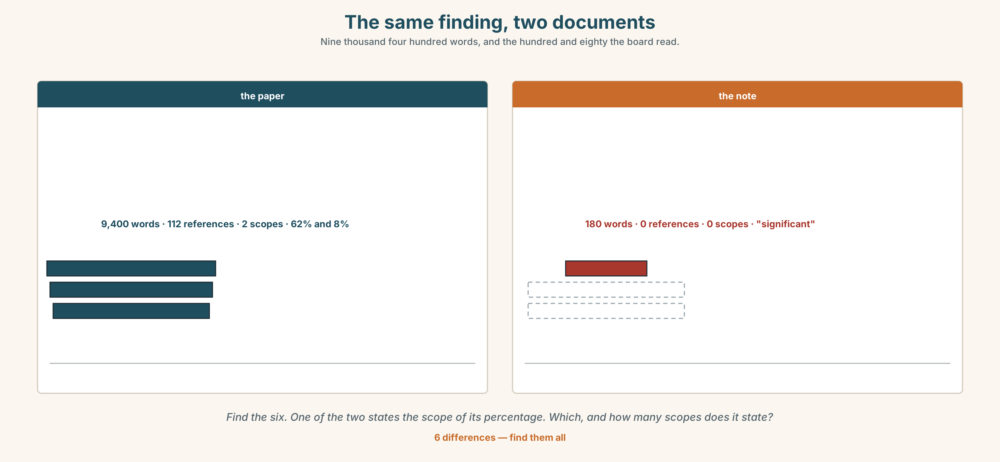 The same finding, two documents
Nine thousand four hundred words, and the hundred and eighty the board read.
the paper
9,400 words · 112 references · 2 scopes · 62% and 8%
the note
180 words · 0 references · 0 scopes · "significant"
Find the six. One of the two states the scope of its percentage. Which, and how many scopes does it state?
6 differences — find them all